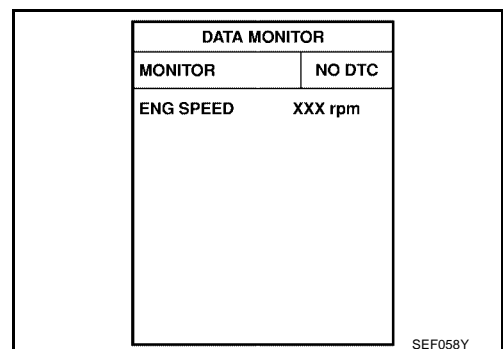 DATA MONITOR
MONITOR NO DTC
ENG SPEED XXX rpm
SEF058Y